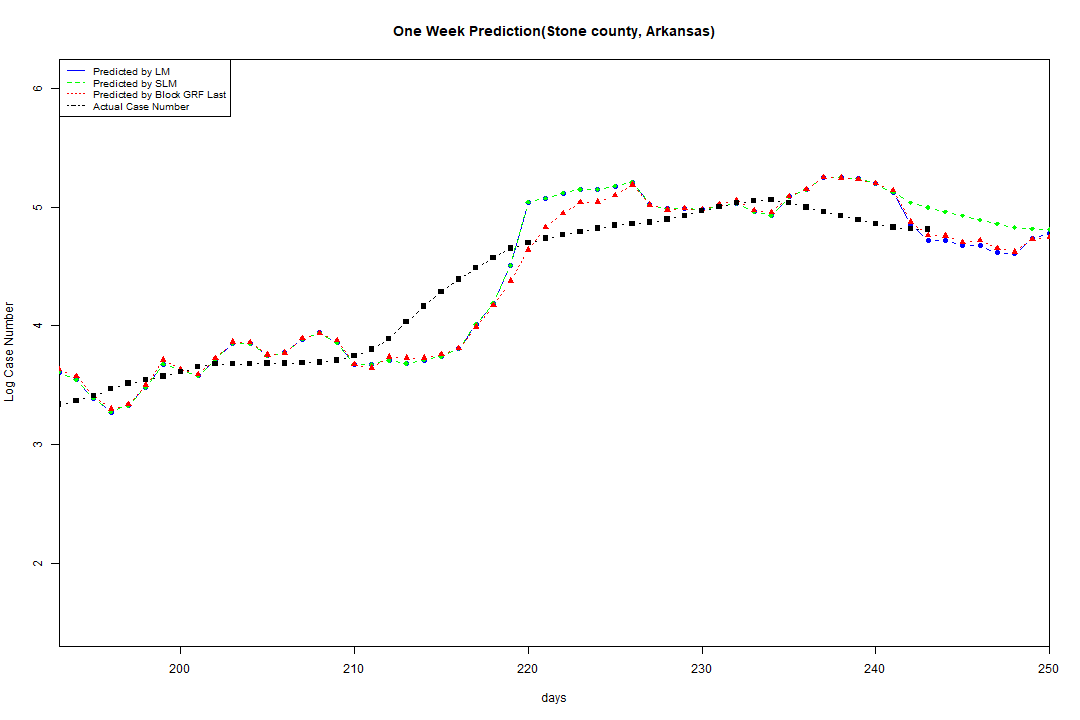 One Week Prediction(Stone county, Arkansas)
Predicted by LM
Predicted by SLM
Predicted by Block GRF Last
Actual Case Number
6
5
4
3
2
Log Case Number
200 210 220 230 240 250
days